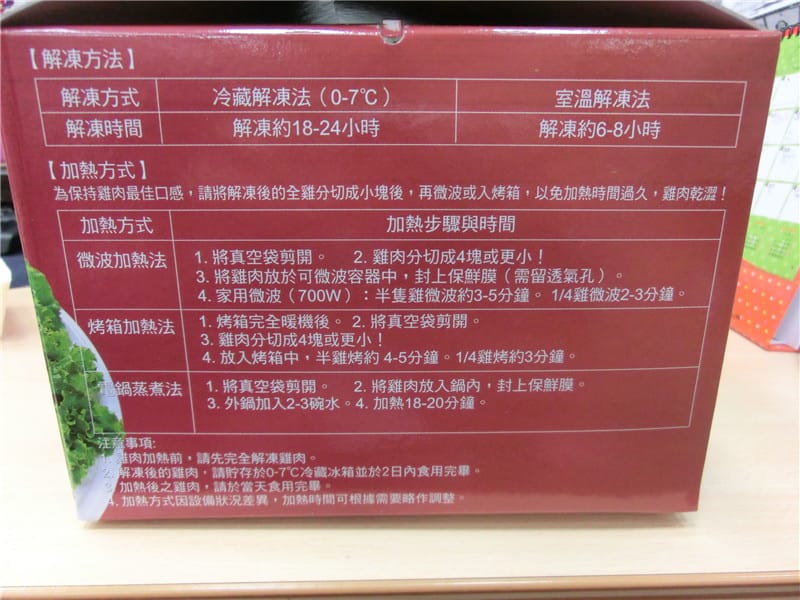 【解凍方法】
解凍方式 冷藏解凍法（0-7℃） 室溫解凍法
解凍時間 解凍約18-24小時 解凍約6-8小時
【加熱方式】
為保持雞肉最佳口感，請將解凍後的全雞分切成小塊後，再微波或入烤箱，以免加熱時間過久，雞肉乾澀！
加熱方式 加熱步驟與時間
微波加熱法 1. 將真空袋剪開。 2. 雞肉分切成4塊或更小！
3. 將雞肉放於可微波容器中，封上保鮮膜（需留透氣孔）。
4. 家用微波（700W）：半隻雞微波約3-5分鐘。 1/4雞微波2-3分鐘。
烤箱加熱法 1. 烤箱完全暖機後。 2. 將真空袋剪開。
3. 雞肉分切成4塊或更小！
4. 放入烤箱中，半雞烤約 4-5分鐘。1/4雞烤約3分鐘。
電鍋蒸煮法 1. 將真空袋剪開。 2. 將雞肉放入鍋內，封上保鮮膜。
3. 外鍋加入2-3碗水。4. 加熱18-20分鐘。
注意事項:
1. 雞肉加熱前，請先完全解凍雞肉。
2. 解凍後的雞肉，請貯存於0-7℃冷藏冰箱並於2日內食用完畢。
3. 加熱後之雞肉，請於當天食用完畢。
4. 加熱方式因設備狀況差異，加熱時間可根據需要略作調整。